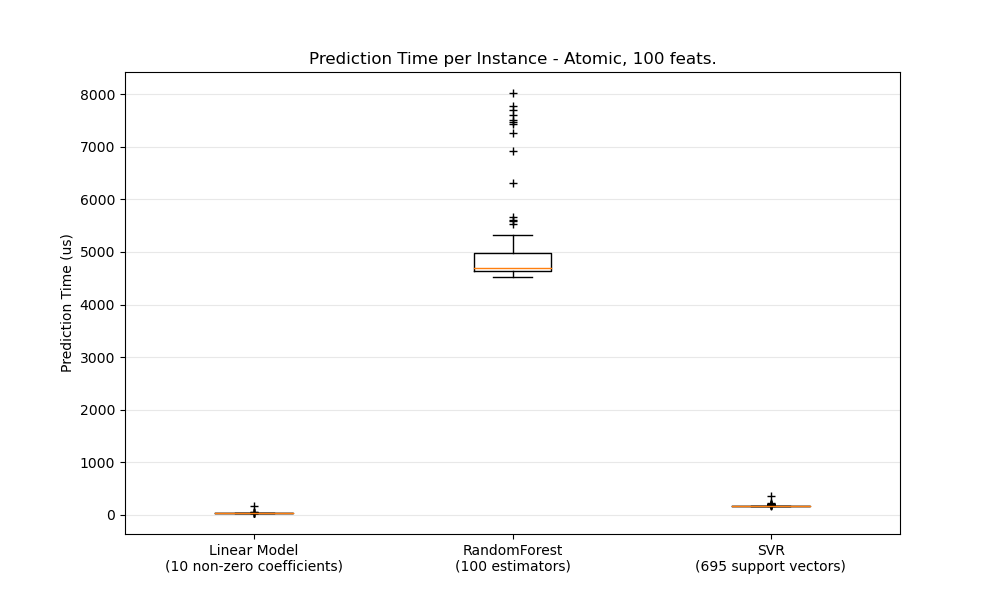 Prediction Time per Instance - Atomic, 100 feats.
Prediction Time (us)
8000
7000
6000
5000
4000
3000
2000
1000
0
Linear Model
(10 non-zero coefficients)
RandomForest
(100 estimators)
SVR
(695 support vectors)